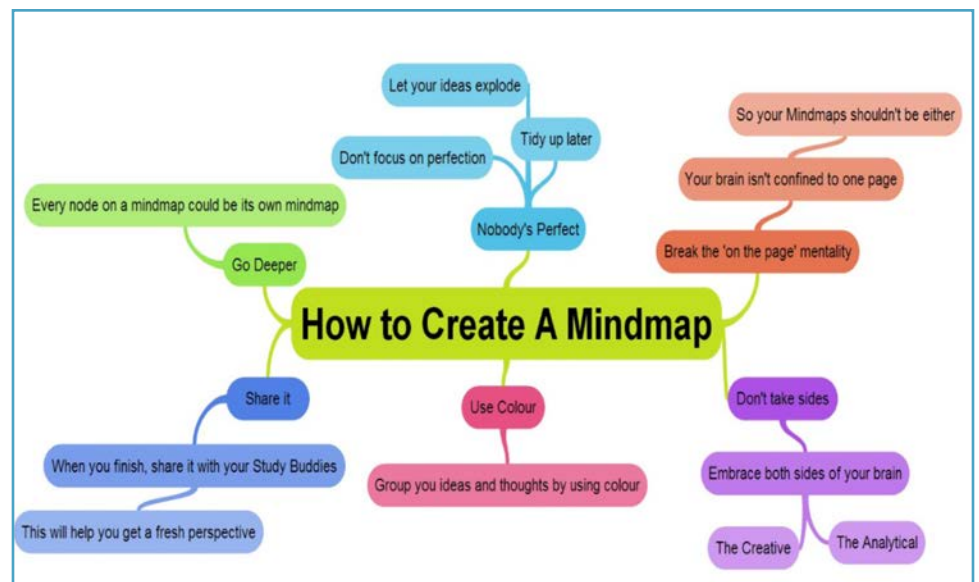 Let your ideas explode
Tidy up later
Don't focus on perfection
Nobody's Perfect
So your Mindmaps shouldn't be either
Your brain isn't confined to one page
Break the 'on the page' mentality
Every node on a mindmap could be its own mindmap
Go Deeper
How to Create A Mindmap
Share it
When you finish, share it with your Study Buddies
This will help you get a fresh perspective
Use Colour
Group you ideas and thoughts by using colour
Don't take sides
Embrace both sides of your brain
The Creative
The Analytical